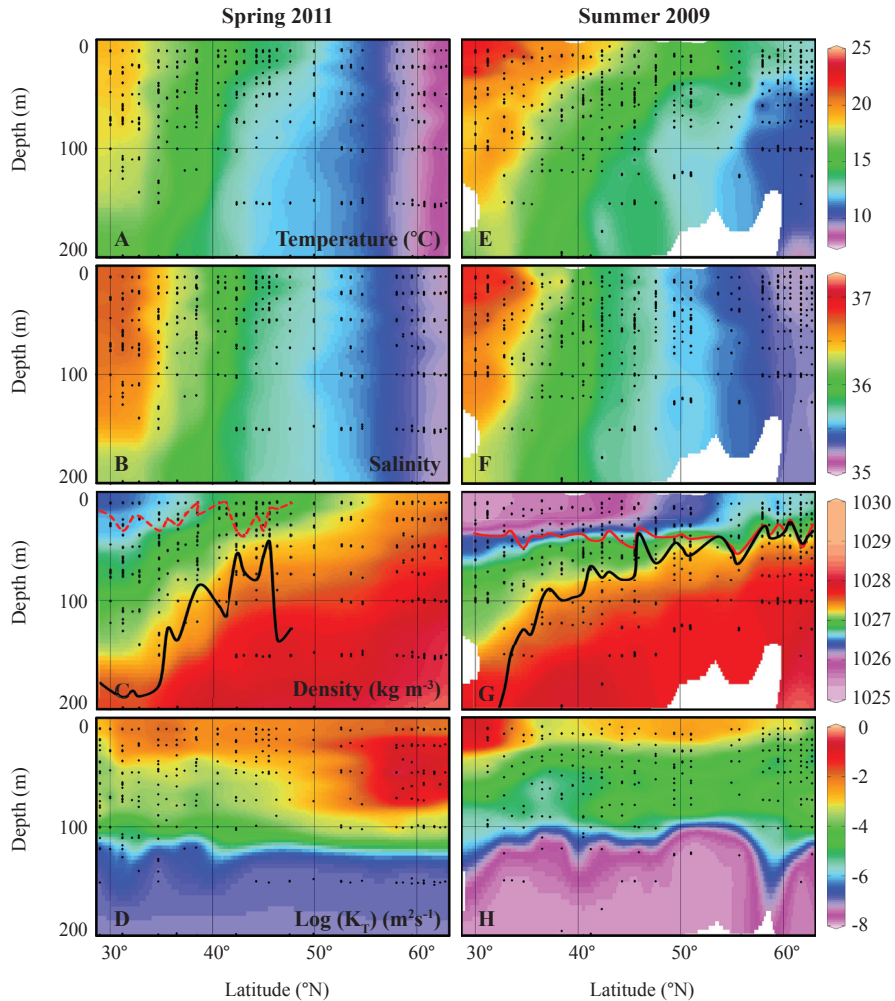 Spring 2011
Summer 2009
0
100
200
Depth (m)
A
Temperature (°C)
E
25
20
15
10
0
100
200
Depth (m)
B
Salinity
F
37
36
35
0
100
200
Depth (m)
C
Density (kg m-3)
G
1030
1029
1028
1027
1026
1025
0
100
200
Depth (m)
D
Log (KT) (m2s-1)
H
0
-2
-4
-6
-8
30° 40° 50° 60°
30° 40° 50° 60°
Latitude (°N)
Latitude (°N)